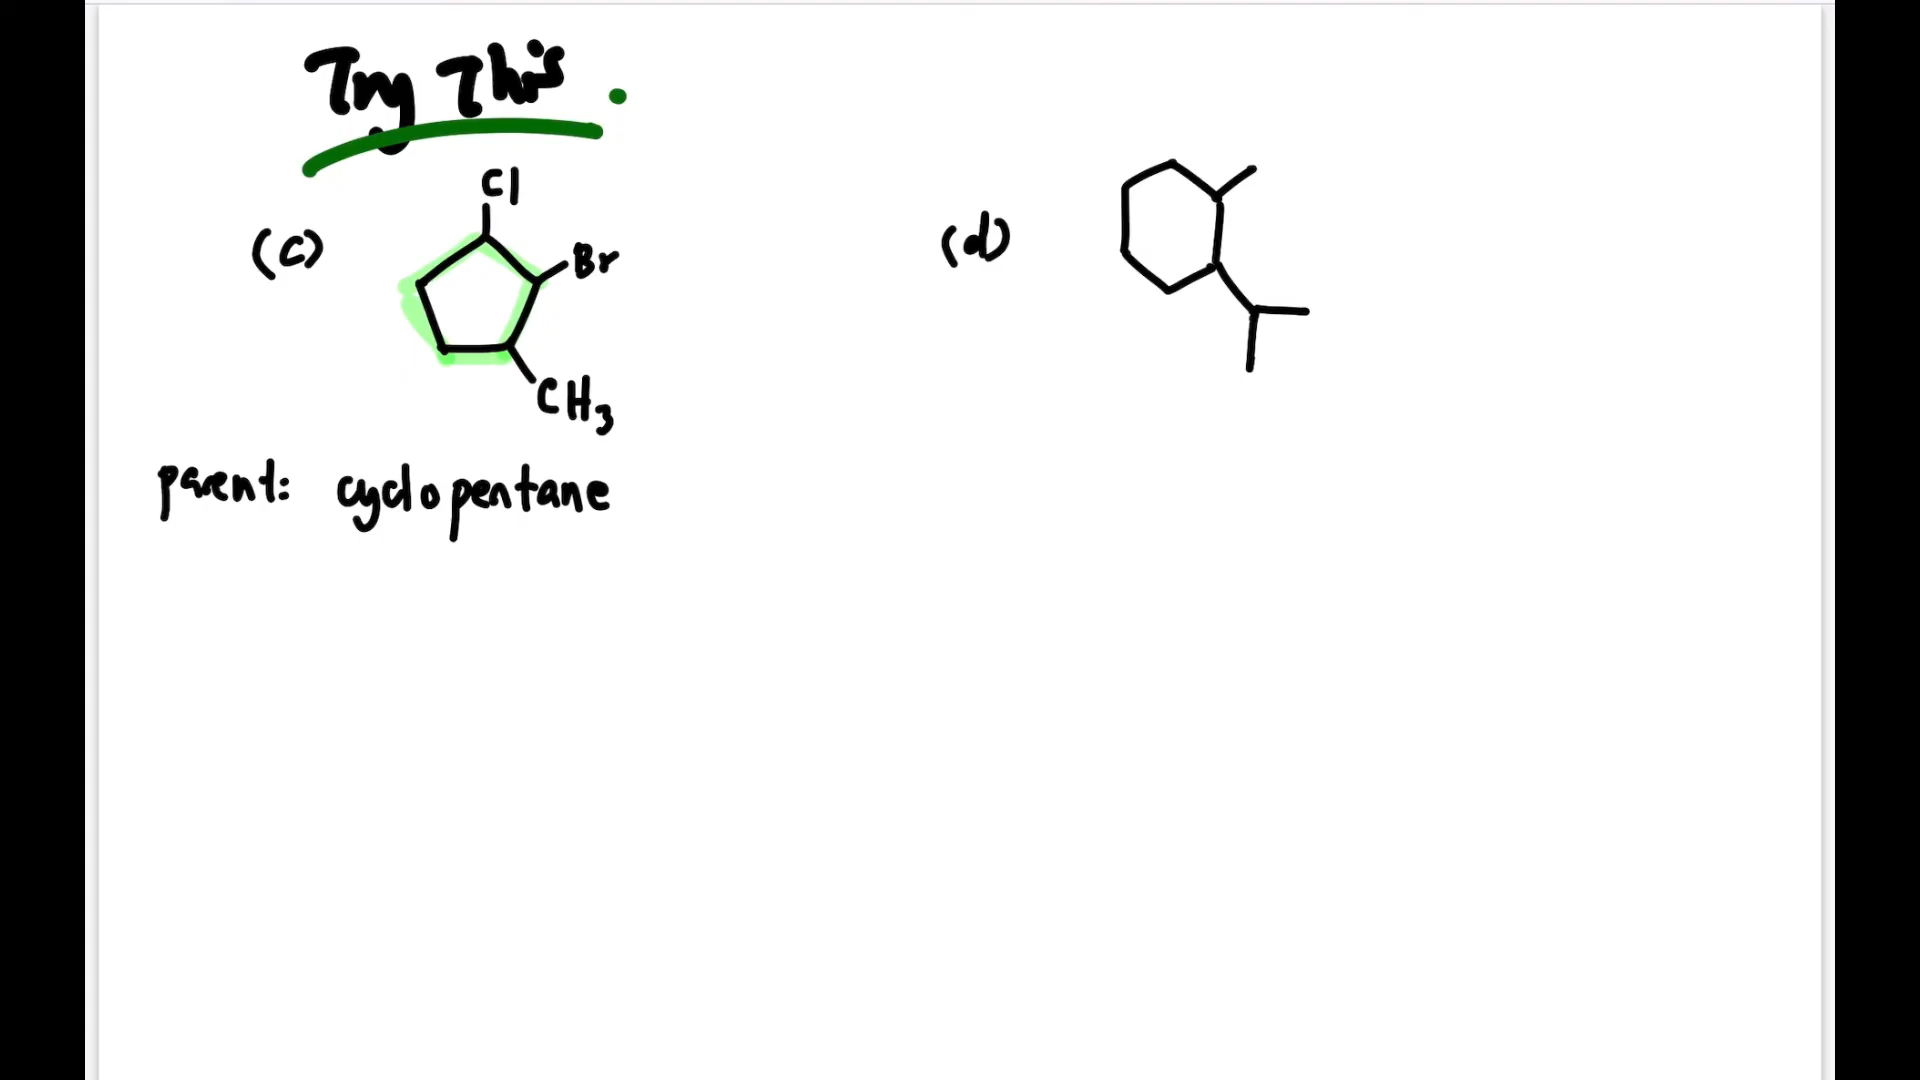 Try This.
(c)
Cl
Br
CH₃
parent: cyclopentane
(d)